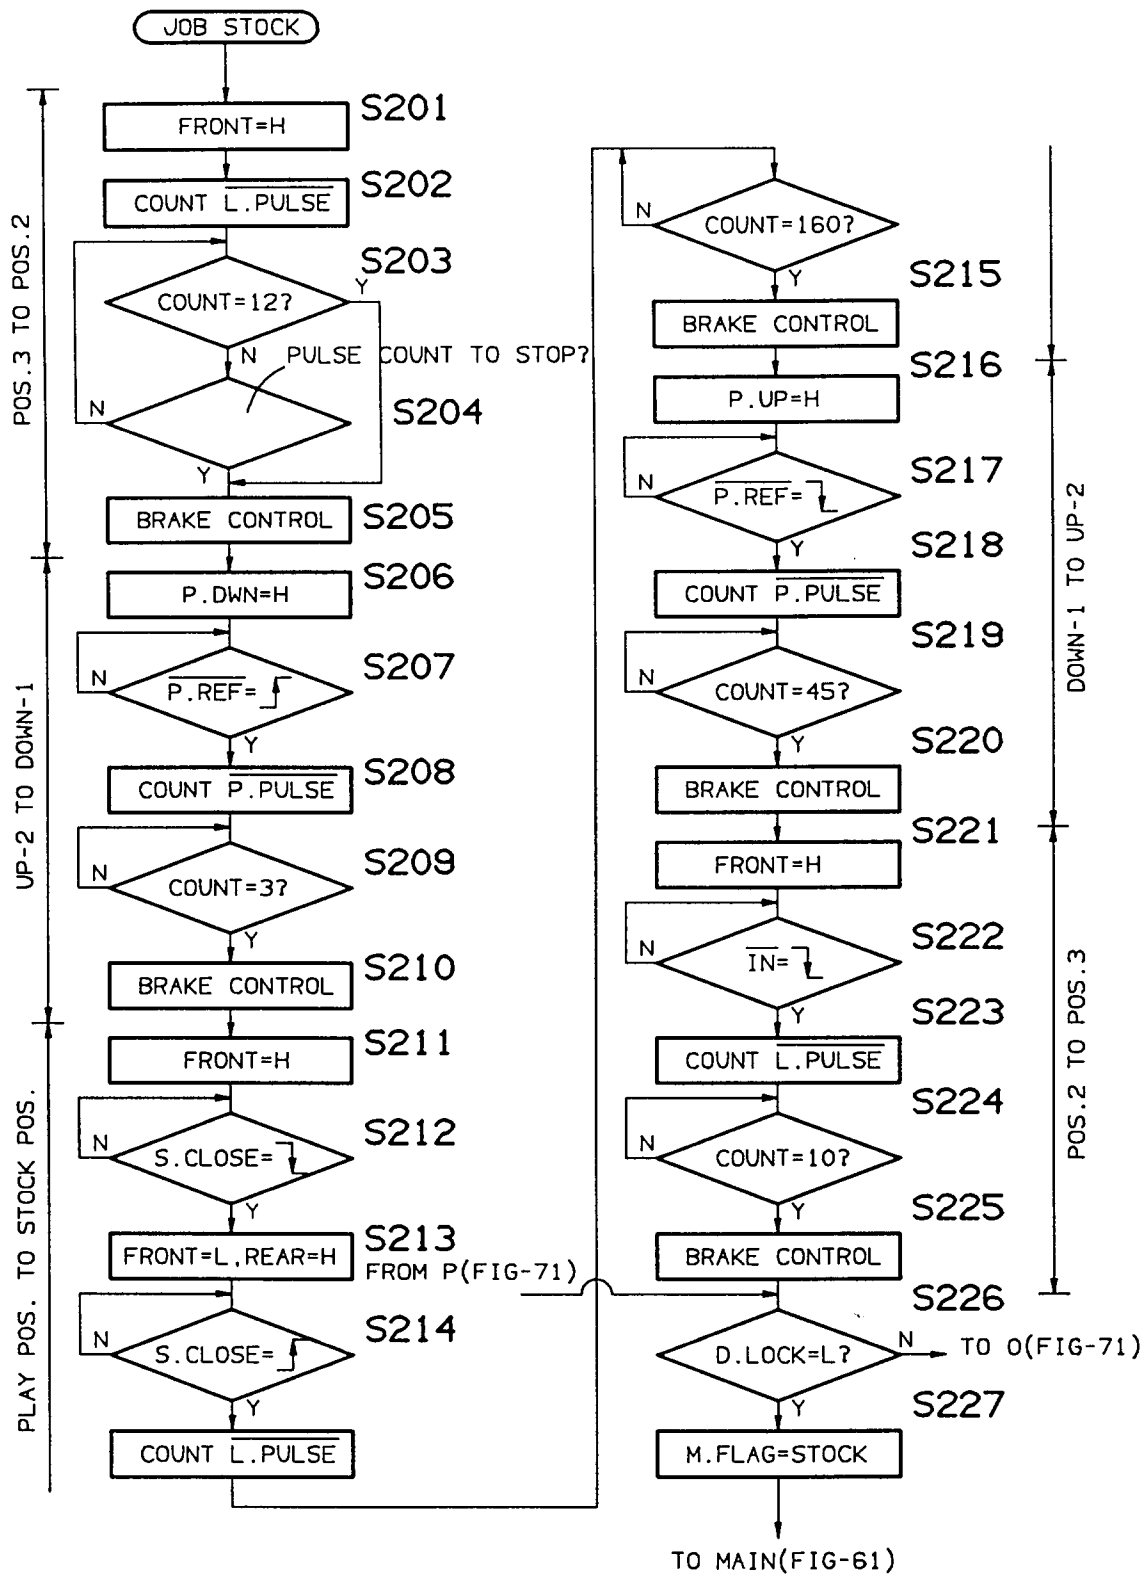 JOB STOCK
POS.3 TO POS.2
S201
FRONT=H
S202
COUNT L.PULSE
S203
COUNT=12?
Y
N
PULSE COUNT TO STOP?
S204
N
Y
S205
BRAKE CONTROL
UP-2 TO DOWN-1
S206
P.DWN=H
S207
P.REF=
N
Y
S208
COUNT P.PULSE
S209
COUNT=3?
N
Y
S210
BRAKE CONTROL
PLAY POS. TO STOCK POS.
S211
FRONT=H
S212
S.CLOSE=
N
Y
S213
FRONT=L,REAR=H
FROM P(FIG-71)
S214
S.CLOSE=
N
Y
COUNT L.PULSE
COUNT=160?
N
Y
S215
BRAKE CONTROL
DOWN-1 TO UP-2
S216
P.UP=H
S217
P.REF=
N
Y
S218
COUNT P.PULSE
S219
COUNT=45?
N
Y
S220
BRAKE CONTROL
POS.2 TO POS.3
S221
FRONT=H
S222
IN=
N
Y
S223
COUNT L.PULSE
S224
COUNT=10?
N
Y
S225
BRAKE CONTROL
S226
D.LOCK=L?
N
TO O(FIG-71)
Y
S227
M.FLAG=STOCK
TO MAIN(FIG-61)